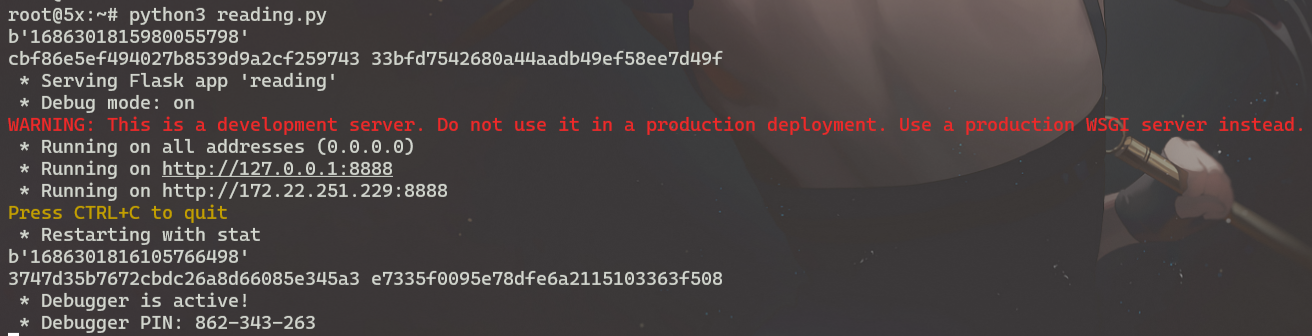 root@5x:~# python3 reading.py
b'1686301815980055798'
cbf86e5ef494027b8539d9a2cf259743 33bfd7542680a44aadb49ef58ee7d49f
 * Serving Flask app 'reading'
 * Debug mode: on
WARNING: This is a development server. Do not use it in a production deployment. Use a production WSGI server instead.
 * Running on all addresses (0.0.0.0)
 * Running on http://127.0.0.1:8888
 * Running on http://172.22.251.229:8888
Press CTRL+C to quit
 * Restarting with stat
b'1686301816105766498'
3747d35b7672cbdc26a8d66085e345a3 e7335f0095e78dfe6a2115103363f508
 * Debugger is active!
 * Debugger PIN: 862-343-263